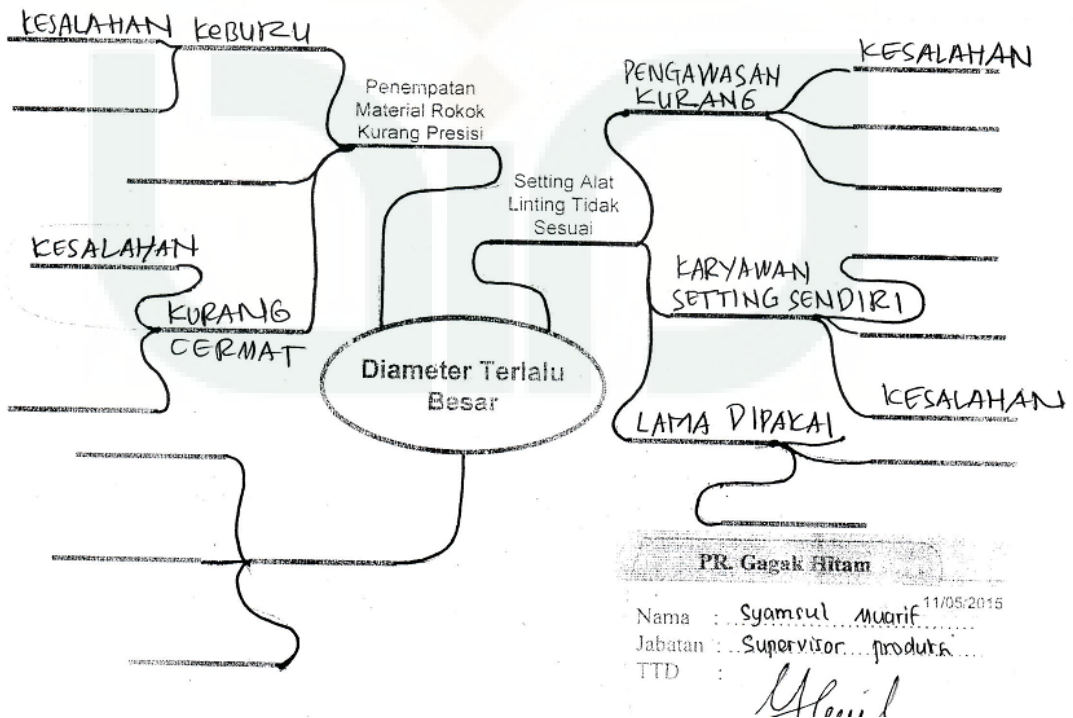 KESALAHAN KEBURU
Penempatan
Material Rokok
Kurang Presisi
KESALAHAN
KURANG
CERMAT
Setting Alat
Linting Tidak
Sesuai
PENGAWASAN
KURANG
KESALAHAN
KARYAWAN
SETTING SENDIRI
KESALAHAN
LAMA DIPAKAI
Diameter Terlalu
Besar
PR. Gagak Hitam
11/05/2015
Nama : Syamsul Muarif
Jabatan : Supervisor produksi
TTD :